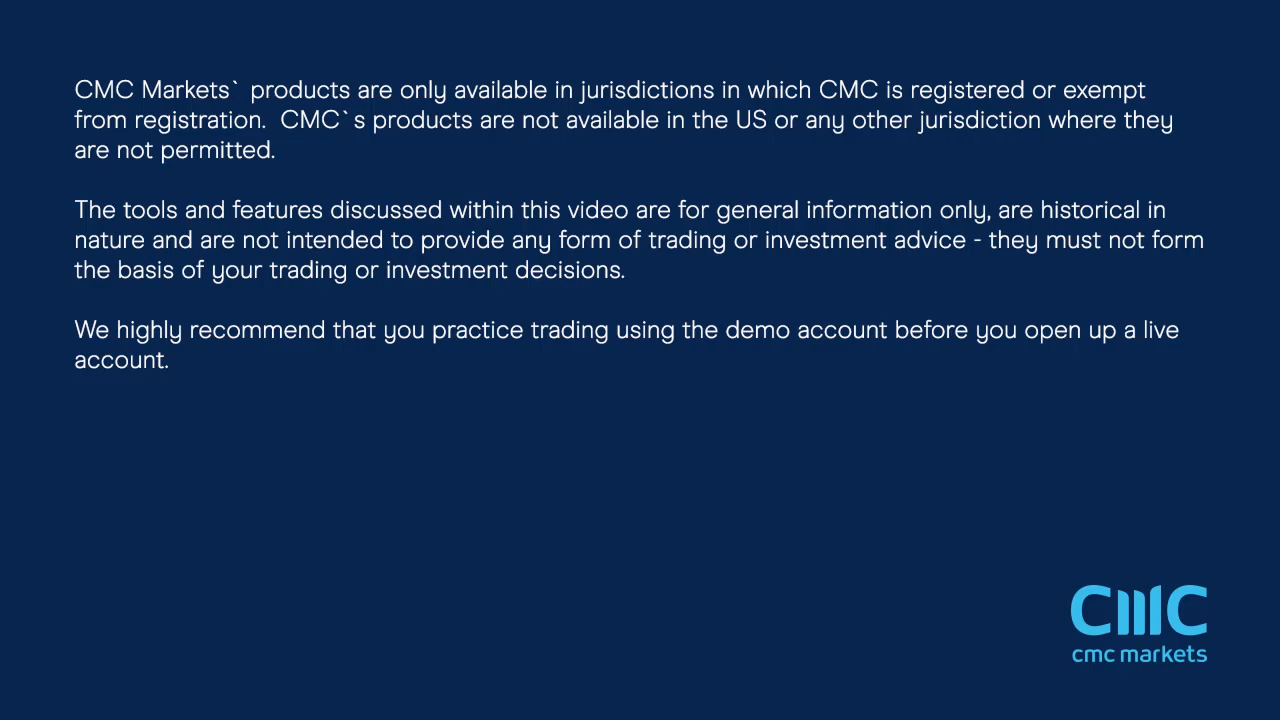 CMC Markets` products are only available in jurisdictions in which CMC is registered or exempt
from registration.  CMC`s products are not available in the US or any other jurisdiction where they
are not permitted.
The tools and features discussed within this video are for general information only, are historical in
nature and are not intended to provide any form of trading or investment advice - they must not form
the basis of your trading or investment decisions.
We highly recommend that you practice trading using the demo account before you open up a live
account.
CMC
cmc markets